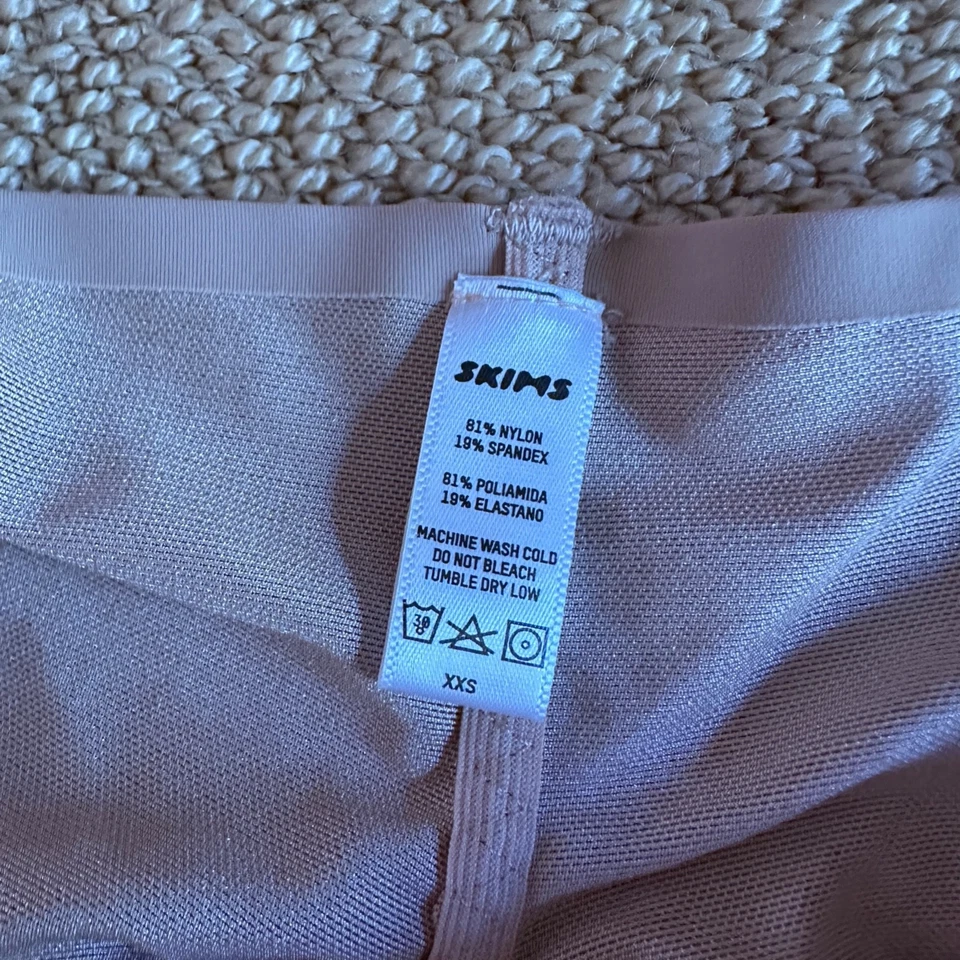 SKIMS
81% NYLON
19% SPANDEX
81% POLIAMIDA
19% ELASTANO
MACHINE WASH COLD
DO NOT BLEACH
TUMBLE DRY LOW
30
XXS